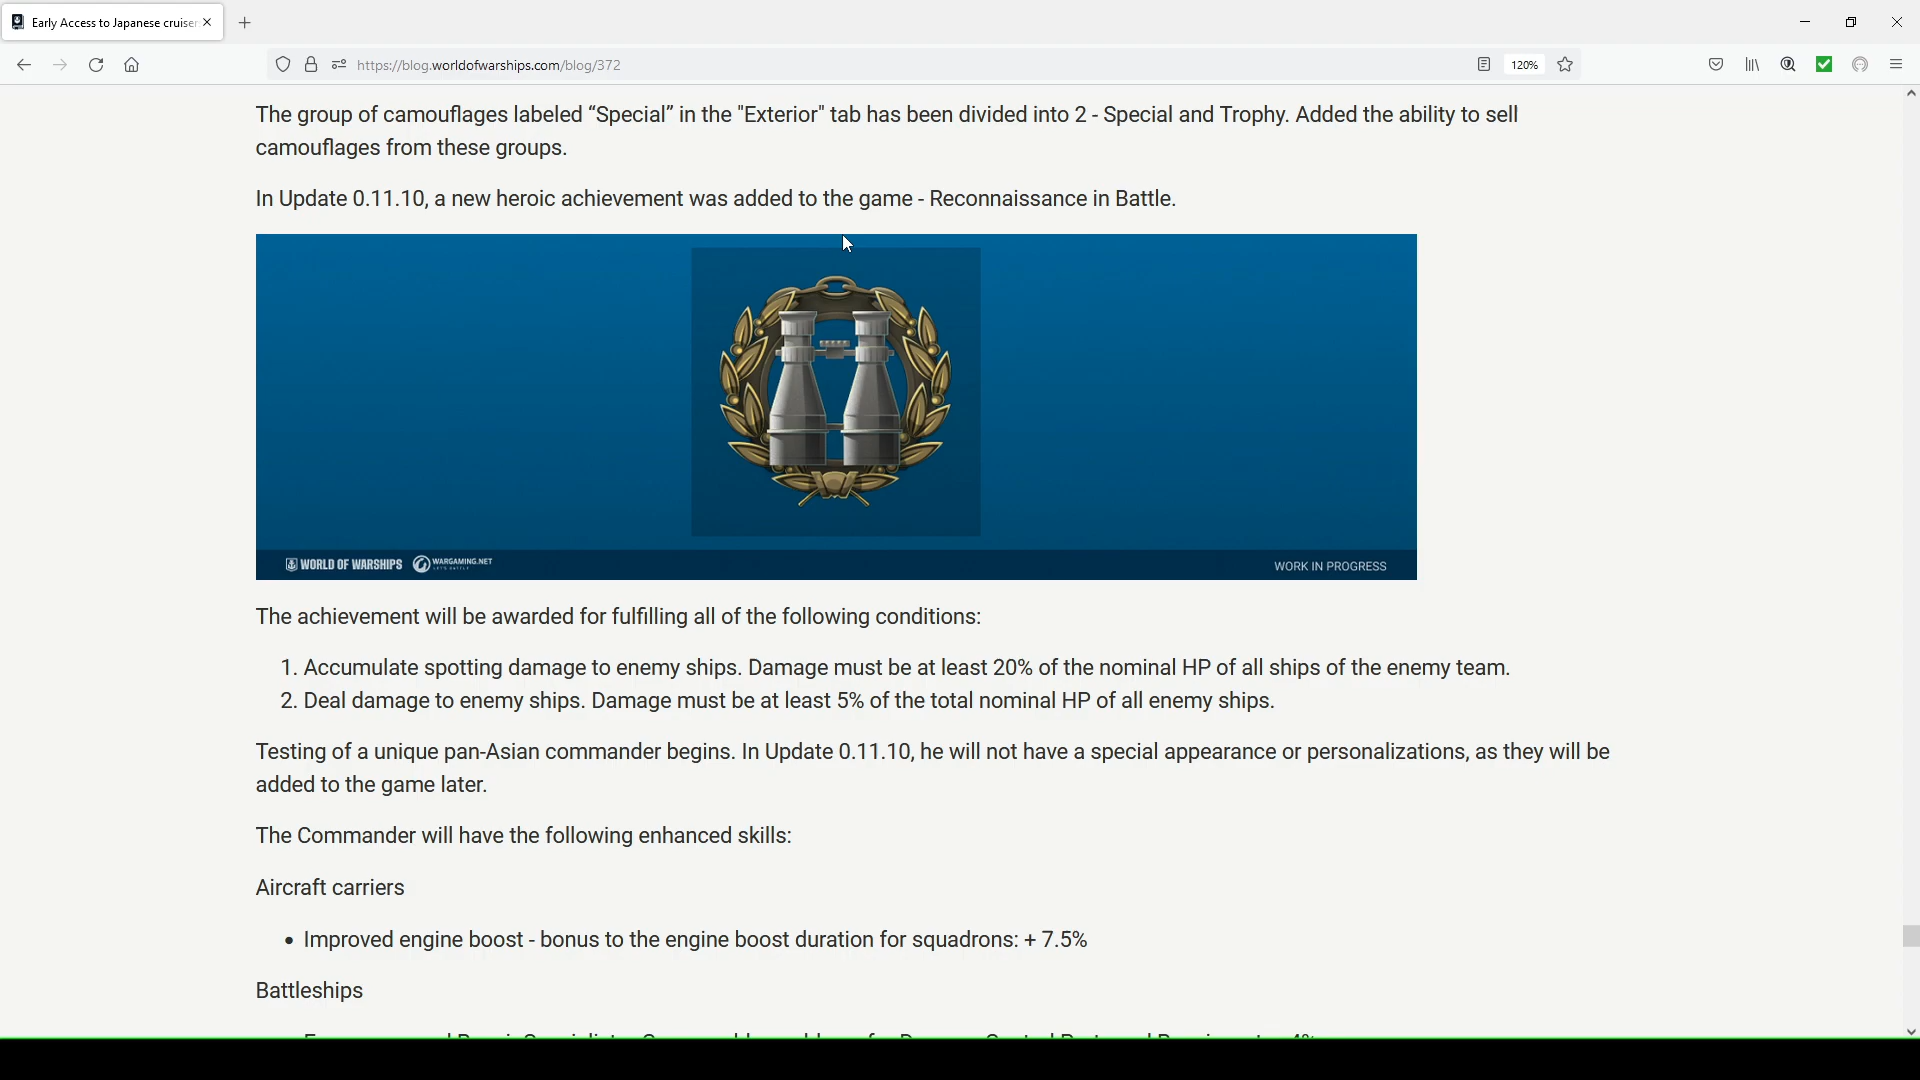 Early Access to Japanese cruiser
https://blog.worldofwarships.com/blog/372
120%
The group of camouflages labeled “Special” in the "Exterior" tab has been divided into 2 - Special and Trophy. Added the ability to sell
camouflages from these groups.
In Update 0.11.10, a new heroic achievement was added to the game - Reconnaissance in Battle.
WORLD OF WARSHIPS WARGAMING.NET
LET'S BATTLE
WORK IN PROGRESS
The achievement will be awarded for fulfilling all of the following conditions:
1. Accumulate spotting damage to enemy ships. Damage must be at least 20% of the nominal HP of all ships of the enemy team.
2. Deal damage to enemy ships. Damage must be at least 5% of the total nominal HP of all enemy ships.
Testing of a unique pan-Asian commander begins. In Update 0.11.10, he will not have a special appearance or personalizations, as they will be
added to the game later.
The Commander will have the following enhanced skills:
Aircraft carriers
• Improved engine boost - bonus to the engine boost duration for squadrons: + 7.5%
Battleships